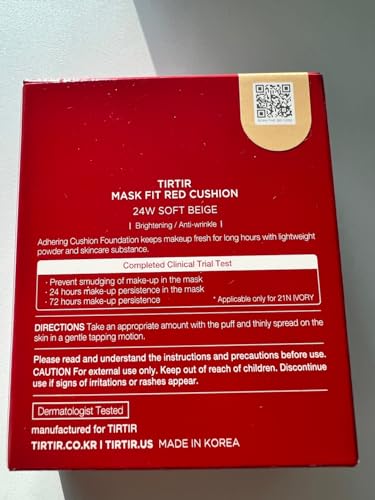 TIRTIR
MASK FIT RED CUSHION
24W SOFT BEIGE
| Brightening / Anti-wrinkle |
Adhering Cushion Foundation keeps makeup fresh for long hours with lightweight
powder and skincare substance.
Completed Clinical Trial Test
· Prevent smudging of make-up in the mask
· 24 hours make-up persistence in the mask
· 72 hours make-up persistence * Applicable only for 21N IVORY
DIRECTIONS Take an appropriate amount with the puff and thinly spread on the
skin in a gentle tapping motion.
Please read and understand the instructions and precautions before use.
CAUTION For external use only. Keep out of reach of children. Discontinue
use if signs of irritations or rashes appear.
Dermatologist Tested
manufactured for TIRTIR
TIRTIR.CO.KR I TIRTIR.US MADE IN KOREA